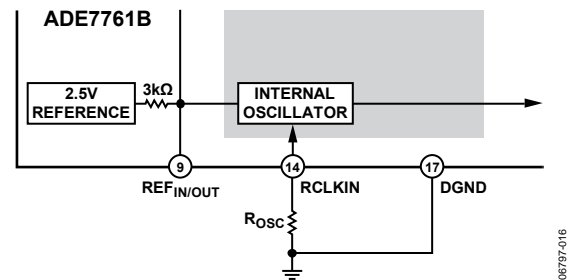 ADE7761B
2.5V
REFERENCE
3kΩ
INTERNAL
OSCILLATOR
9
14
17
REFIN/OUT
RCLKIN
DGND
ROSC
06797-016